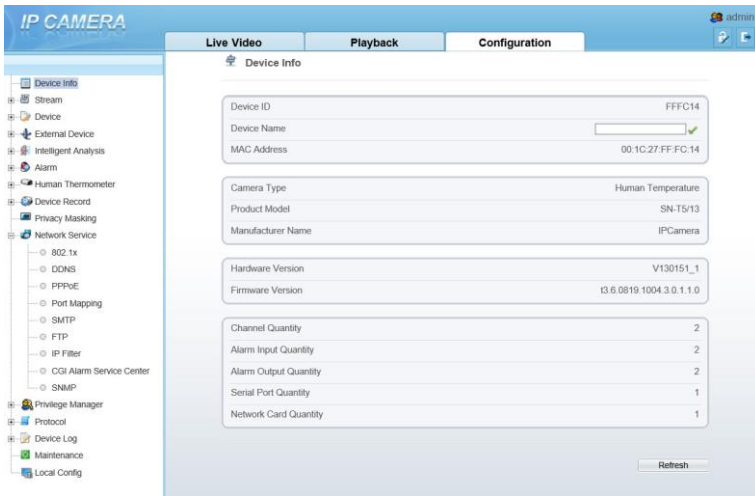 IP CAMERA
admin
Live Video Playback Configuration
Device Info
Device Info
Stream
Device
External Device
Intelligent Analysis
Alarm
Human Thermometer
Device Record
Privacy Masking
Network Service
802.1x
DDNS
PPPoE
Port Mapping
SMTP
FTP
IP Filter
CGI Alarm Service Center
SNMP
Privilege Manager
Protocol
Device Log
Maintenance
Local Config
Device ID FFFC14
Device Name
MAC Address 00:1C:27:FF:FC:14
Camera Type Human Temperature
Product Model SN-T5/13
Manufacturer Name IPCamera
Hardware Version V130151_1
Firmware Version t3.6.0819.1004.3.0.1.1.0
Channel Quantity 2
Alarm Input Quantity 2
Alarm Output Quantity 2
Serial Port Quantity 1
Network Card Quantity 1
Refresh